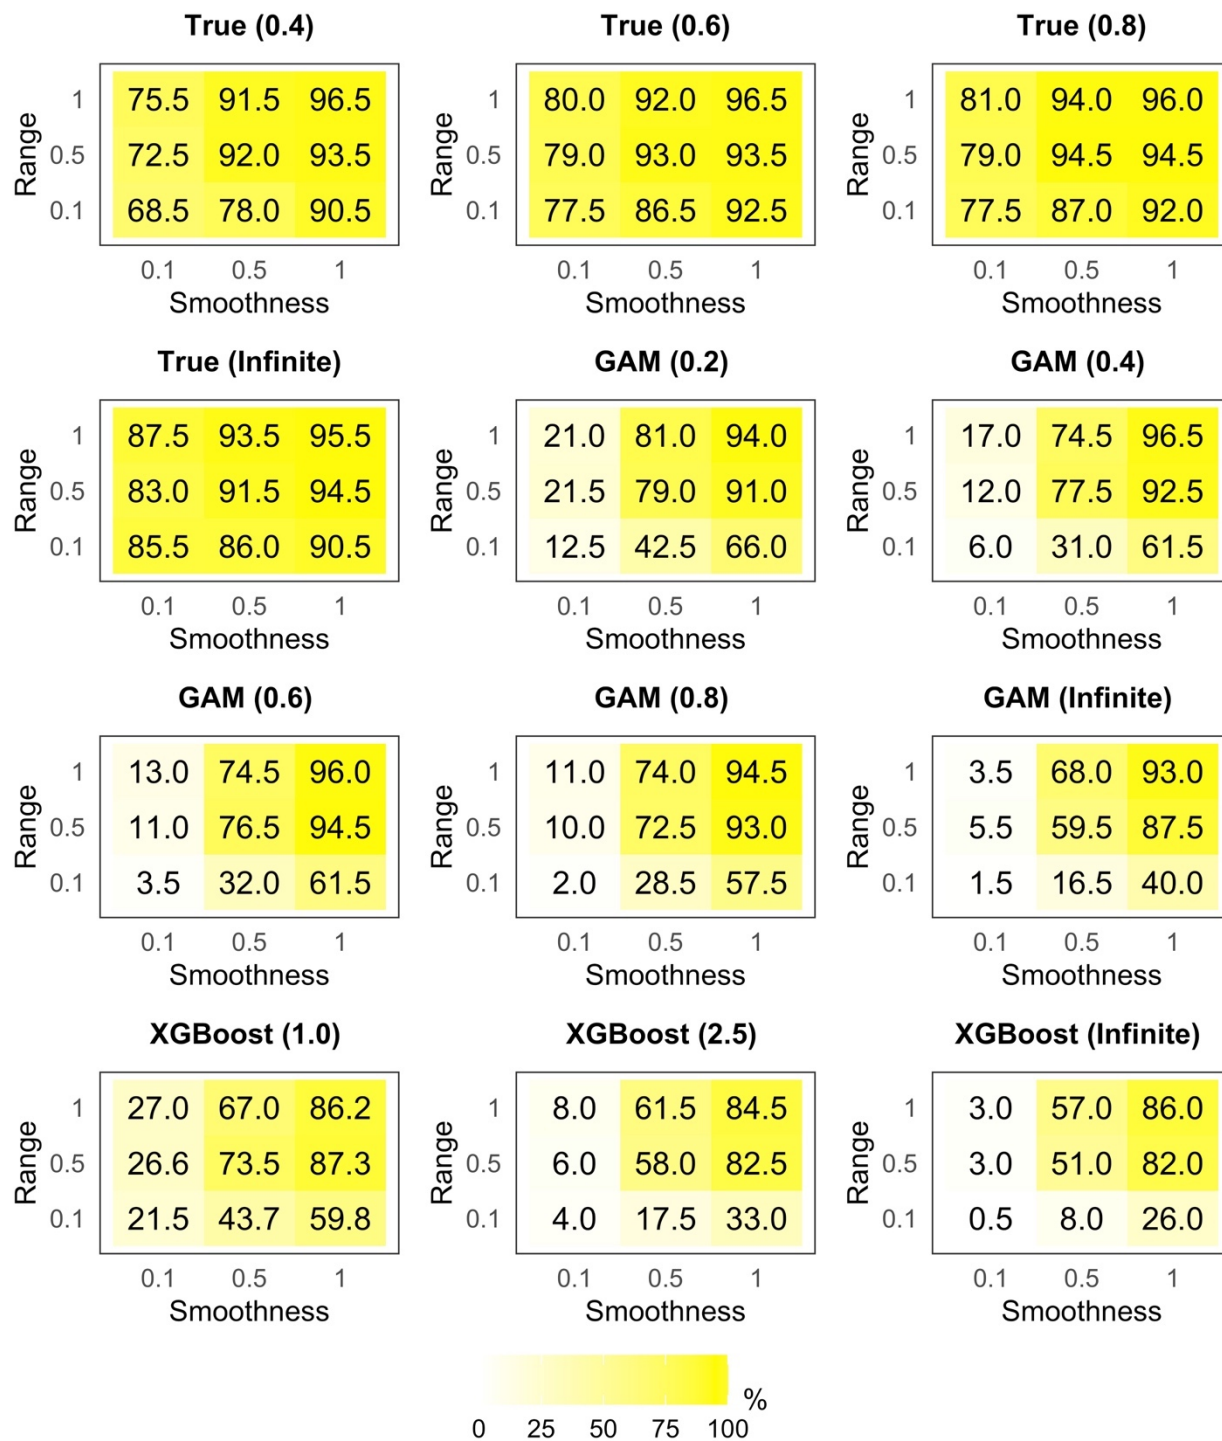 True (0.4) True (0.6) True (0.8)
1 75.5 91.5 96.5 1 80.0 92.0 96.5 1 81.0 94.0 96.0
Range 0.5 72.5 92.0 93.5 Range 0.5 79.0 93.0 93.5 Range 0.5 79.0 94.5 94.5
0.1 68.5 78.0 90.5 0.1 77.5 86.5 92.5 0.1 77.5 87.0 92.0
0.1 0.5 1 0.1 0.5 1 0.1 0.5 1
Smoothness Smoothness Smoothness
True (Infinite) GAM (0.2) GAM (0.4)
1 87.5 93.5 95.5 1 21.0 81.0 94.0 1 17.0 74.5 96.5
Range 0.5 83.0 91.5 94.5 Range 0.5 21.5 79.0 91.0 Range 0.5 12.0 77.5 92.5
0.1 85.5 86.0 90.5 0.1 12.5 42.5 66.0 0.1 6.0 31.0 61.5
0.1 0.5 1 0.1 0.5 1 0.1 0.5 1
Smoothness Smoothness Smoothness
GAM (0.6) GAM (0.8) GAM (Infinite)
1 13.0 74.5 96.0 1 11.0 74.0 94.5 1 3.5 68.0 93.0
Range 0.5 11.0 76.5 94.5 Range 0.5 10.0 72.5 93.0 Range 0.5 5.5 59.5 87.5
0.1 3.5 32.0 61.5 0.1 2.0 28.5 57.5 0.1 1.5 16.5 40.0
0.1 0.5 1 0.1 0.5 1 0.1 0.5 1
Smoothness Smoothness Smoothness
XGBoost (1.0) XGBoost (2.5) XGBoost (Infinite)
1 27.0 67.0 86.2 1 8.0 61.5 84.5 1 3.0 57.0 86.0
Range 0.5 26.6 73.5 87.3 Range 0.5 6.0 58.0 82.5 Range 0.5 3.0 51.0 82.0
0.1 21.5 43.7 59.8 0.1 4.0 17.5 33.0 0.1 0.5 8.0 26.0
0.1 0.5 1 0.1 0.5 1 0.1 0.5 1
Smoothness Smoothness Smoothness
%
0 25 50 75 100